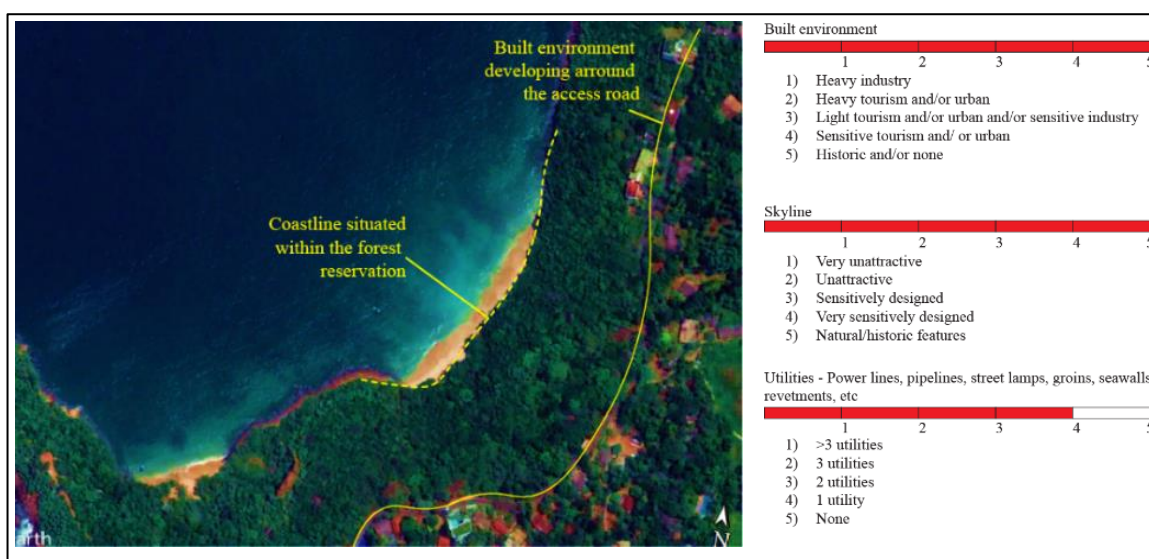 Built environment
developing arround
the access road
Coastline situated
within the forest
reservation
N
arth
Built environment
1 2 3 4 5
1) Heavy industry
2) Heavy tourism and/or urban
3) Light tourism and/or urban and/or sensitive industry
4) Sensitive tourism and/ or urban
5) Historic and/or none
Skyline
1 2 3 4 5
1) Very unattractive
2) Unattractive
3) Sensitively designed
4) Very sensitively designed
5) Natural/historic features
Utilities - Power lines, pipelines, street lamps, groins, seawalls
revetments, etc
1 2 3 4 5
1) >3 utilities
2) 3 utilities
3) 2 utilities
4) 1 utility
5) None